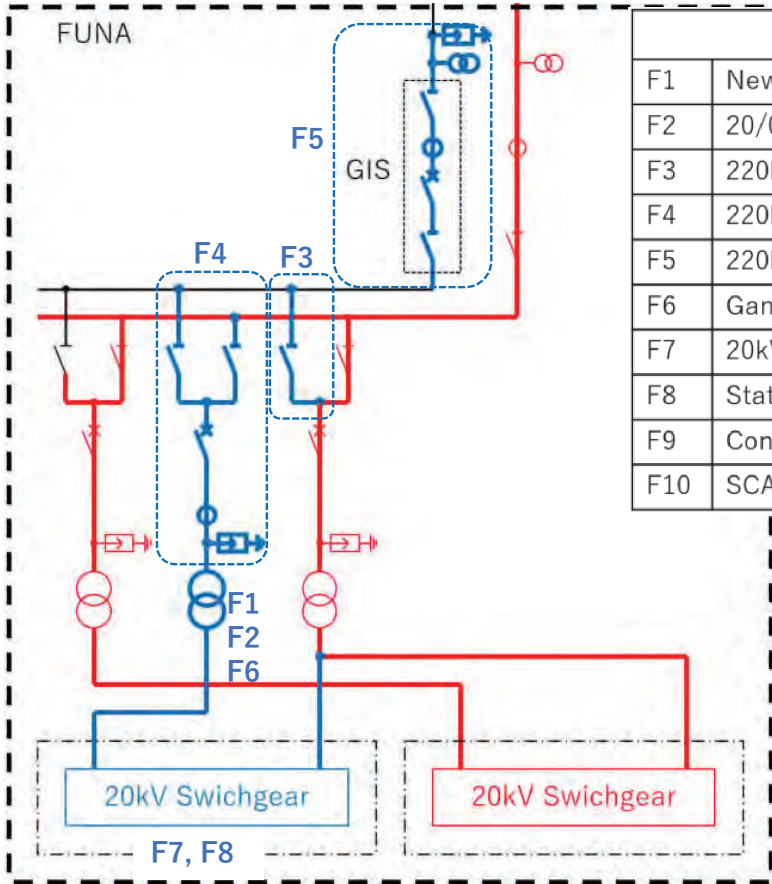 FUNA
F5
GIS
F4
F3
F1
F2
F6
20kV Swichgear
20kV Swichgear
F7, F8
F1 New
F2 20/
F3 220
F4 220
F5 220
F6 Gan
F7 20k
F8 Stat
F9 Con
F10 SCA